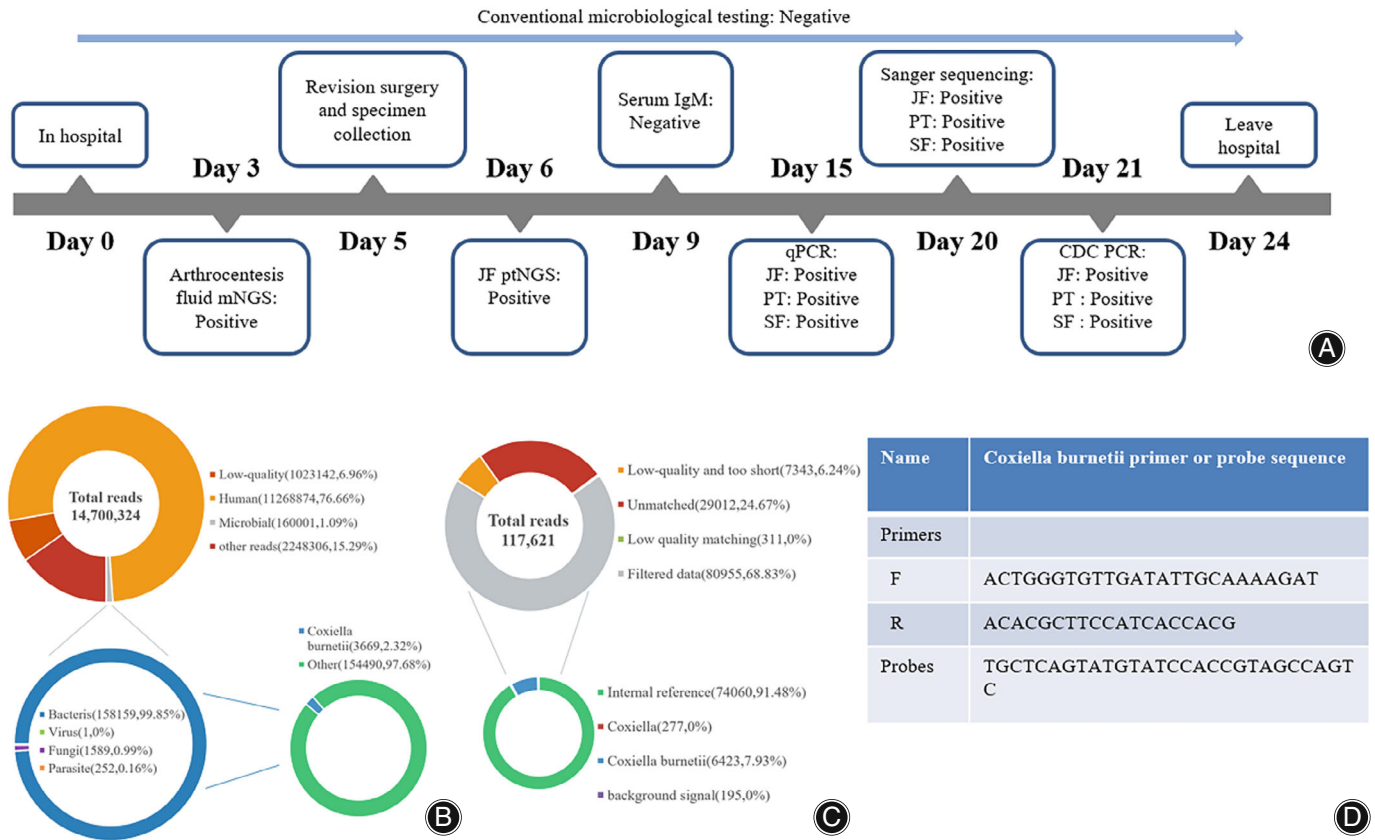 Conventional microbiological testing: Negative
In hospital
Revision surgery
and specimen
collection
Serum IgM:
Negative
Sanger sequencing:
JF: Positive
PT: Positive
SF: Positive
Leave
hospital
Day 3
Day 6
Day 15
Day 21
Day 0
Day 5
Day 9
Day 20
Day 24
Arthrocentesis
fluid mNGS:
Positive
JF ptNGS:
Positive
qPCR:
JF: Positive
PT: Positive
SF: Positive
CDC PCR:
JF: Positive
PT : Positive
SF : Positive
A
Total reads
14,700,324
Low-quality(1023142,6.96%)
Human(11268874,76.66%)
Microbial(160001,1.09%)
other reads(2248306,15.29%)
Bacteris(158159,99.85%)
Virus(1,0%)
Fungi(1589,0.99%)
Parasite(252,0.16%)
Coxiella
burnetii(3669,2.32%)
Other(154490,97.68%)
B
Total reads
117,621
Low-quality and too short(7343,6.24%)
Unmatched(29012,24.67%)
Low quality matching(311,0%)
Filtered data(80955,68.83%)
Internal reference(74060,91.48%)
Coxiella(277,0%)
Coxiella burnetii(6423,7.93%)
background signal(195,0%)
C
Name Coxiella burnetii primer or probe sequence
Primers
F ACTGGGTGTTGATATTGCAAAAGAT
R ACACGCTTCCATCACCACG
Probes TGCTCAGTATGTATCCACCGTAGCCAGT
C
D